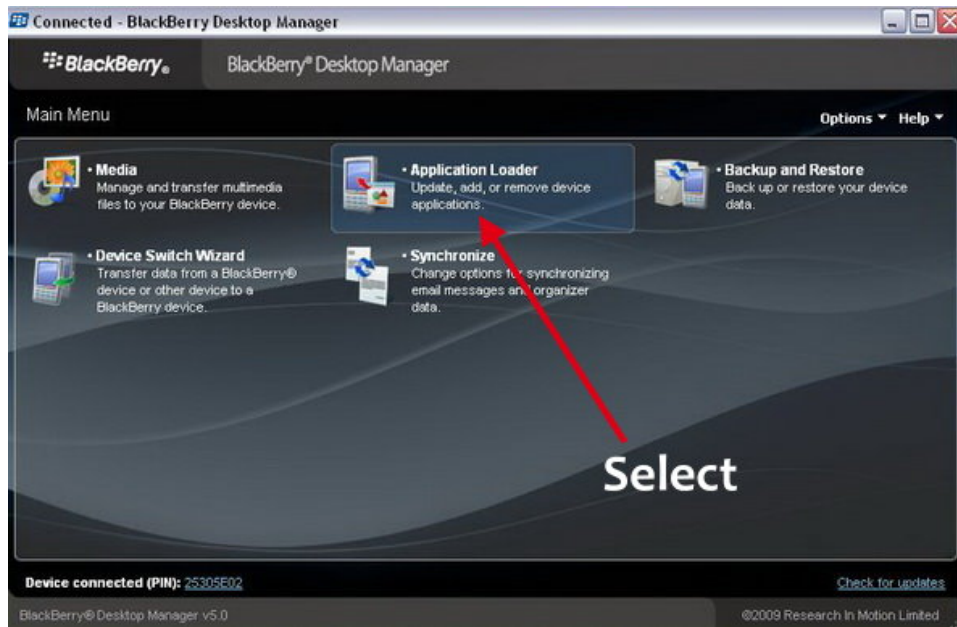 Connected - BlackBerry Desktop Manager
BlackBerry® BlackBerry® Desktop Manager
Main Menu Options Help
· Media
Manage and transfer multimedia
files to your BlackBerry device.
· Application Loader
Update, add, or remove device
applications.
· Backup and Restore
Back up or restore your device
data.
· Device Switch Wizard
Transfer data from a BlackBerry®
device or other device to a
BlackBerry device.
· Synchronize
Change options for synchronizing
email messages and organizer
data.
Select
Device connected (PIN): 25305E02 Check for updates
BlackBerry® Desktop Manager v5.0 ©2009 Research In Motion Limited